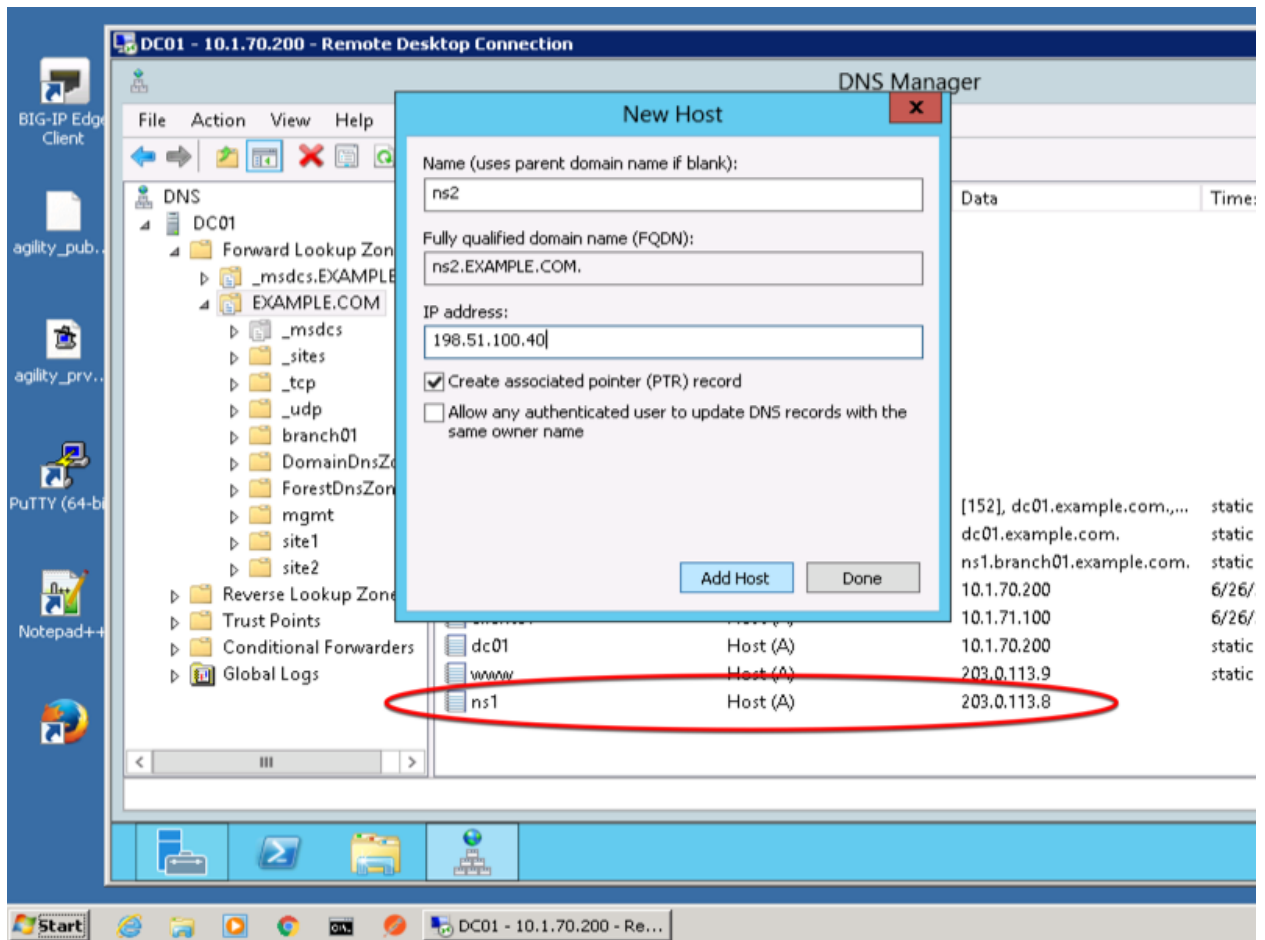 DC01 - 10.1.70.200 - Remote Desktop Connection
DNS Manager
BIG-IP Edge
Client
agility_pub..
agility_prv..
PuTTY (64-bi
Notepad++
File Action View Help
DNS
DC01
Forward Lookup Zon
_msdcs.EXAMPLE
EXAMPLE.COM
_msdcs
_sites
_tcp
_udp
branch01
DomainDnsZo
ForestDnsZon
mgmt
site1
site2
Reverse Lookup Zone
Trust Points
Conditional Forwarders
Global Logs
New Host
x
Name (uses parent domain name if blank):
ns2
Fully qualified domain name (FQDN):
ns2.EXAMPLE.COM.
IP address:
198.51.100.40
Create associated pointer (PTR) record
Allow any authenticated user to update DNS records with the
same owner name
Add Host Done
Data Time
[152], dc01.example.com.,... static
dc01.example.com. static
ns1.branch01.example.com. static
10.1.70.200 6/26/
10.1.71.100 6/26/
dc01 Host (A) 10.1.70.200 static
www Host (A) 203.0.113.9 static
ns1 Host (A) 203.0.113.8
Start
DC01 - 10.1.70.200 - Re...